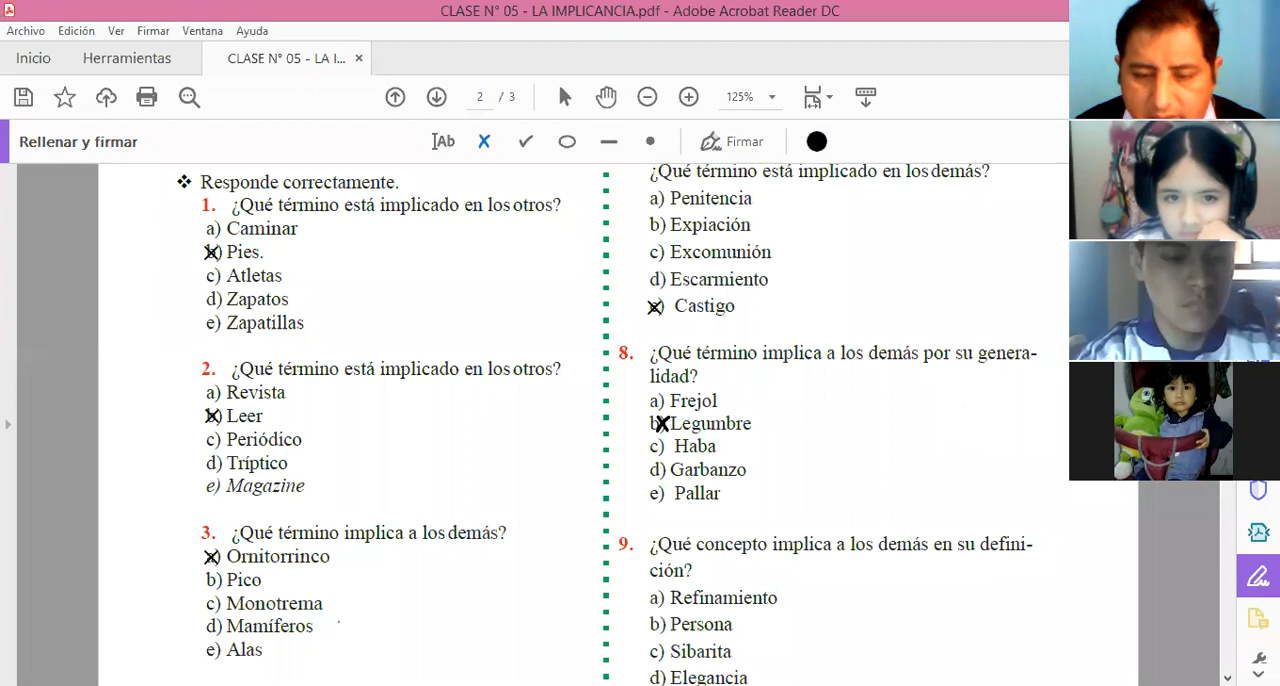 CLASE N° 05 - LA IMPLICANCIA.pdf - Adobe Acrobat Reader DC
Archivo Edición Ver Firmar Ventana Ayuda
Inicio Herramientas CLASE N° 05 - LA I... ×
2 / 3 125%
Rellenar y firmar Ab Firmar
❖ Responde correctamente.
1. ¿Qué término está implicado en los otros?
a) Caminar
b) Pies.
c) Atletas
d) Zapatos
e) Zapatillas
2. ¿Qué término está implicado en los otros?
a) Revista
b) Leer
c) Periódico
d) Tríptico
e) Magazine
3. ¿Qué término implica a los demás?
a) Ornitorrinco
b) Pico
c) Monotrema
d) Mamíferos
e) Alas
¿Qué término está implicado en los demás?
a) Penitencia
b) Expiación
c) Excomunión
d) Escarmiento
e) Castigo
8. ¿Qué término implica a los demás por su genera-
lidad?
a) Frejol
b) Legumbre
c) Haba
d) Garbanzo
e) Pallar
9. ¿Qué concepto implica a los demás en su defini-
ción?
a) Refinamiento
b) Persona
c) Sibarita
d) Elegancia